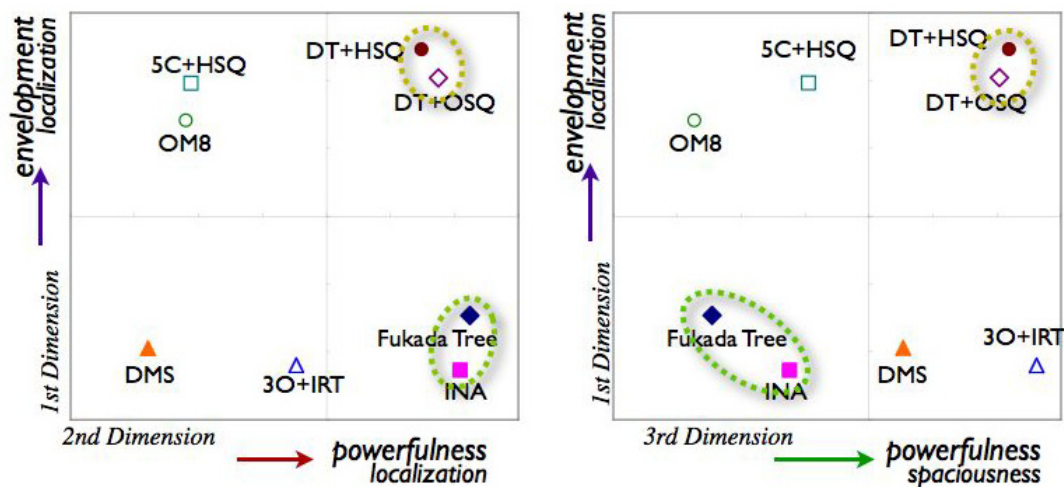 envelopment
localization
1st Dimension
5C+HSQ
OM8
DT+HSQ
DT+OSQ
DMS
3O+IRT
Fukada Tree
INA
2nd Dimension
powerfulness
localization
envelopment
localization
1st Dimension
5C+HSQ
OM8
DT+HSQ
DT+OSQ
Fukada Tree
INA
DMS
3O+IRT
3rd Dimension
powerfulness
spaciousness